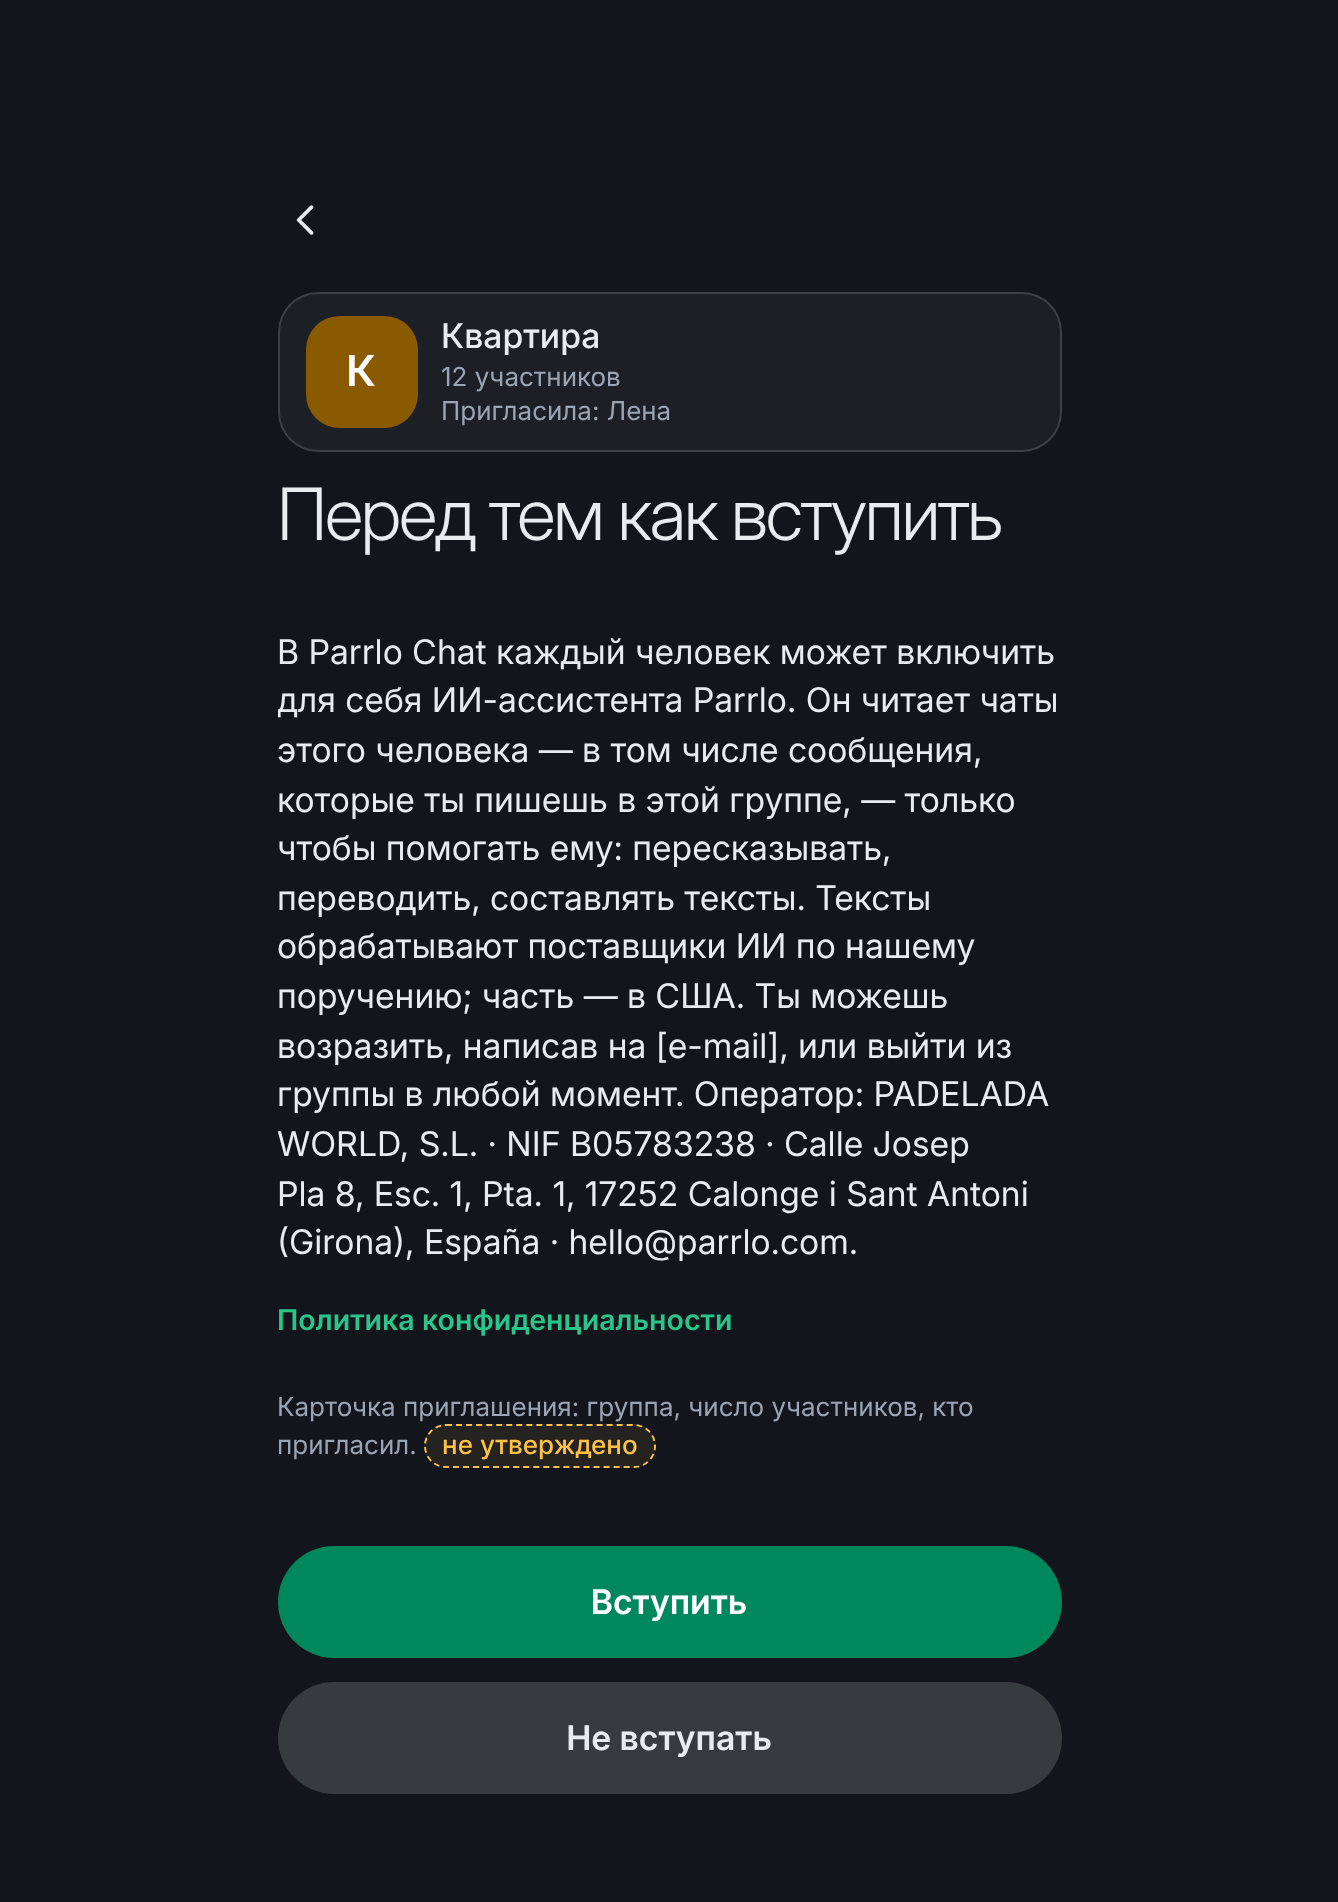 К
Квартира
12 участников
Пригласила: Лена
Перед тем как вступить
В Parrlo Chat каждый человек может включить
для себя ИИ-ассистента Parrlo. Он читает чаты
этого человека — в том числе сообщения,
которые ты пишешь в этой группе, — только
чтобы помогать ему: пересказывать,
переводить, составлять тексты. Тексты
обрабатывают поставщики ИИ по нашему
поручению; часть — в США. Ты можешь
возразить, написав на [e-mail], или выйти из
группы в любой момент. Оператор: PADELADA
WORLD, S.L. · NIF B05783238 · Calle Josep
Pla 8, Esc. 1, Pta. 1, 17252 Calonge i Sant Antoni
(Girona), España · hello@parrlo.com.
Политика конфиденциальности
Карточка приглашения: группа, число участников, кто
пригласил. не утверждено
Вступить
Не вступать